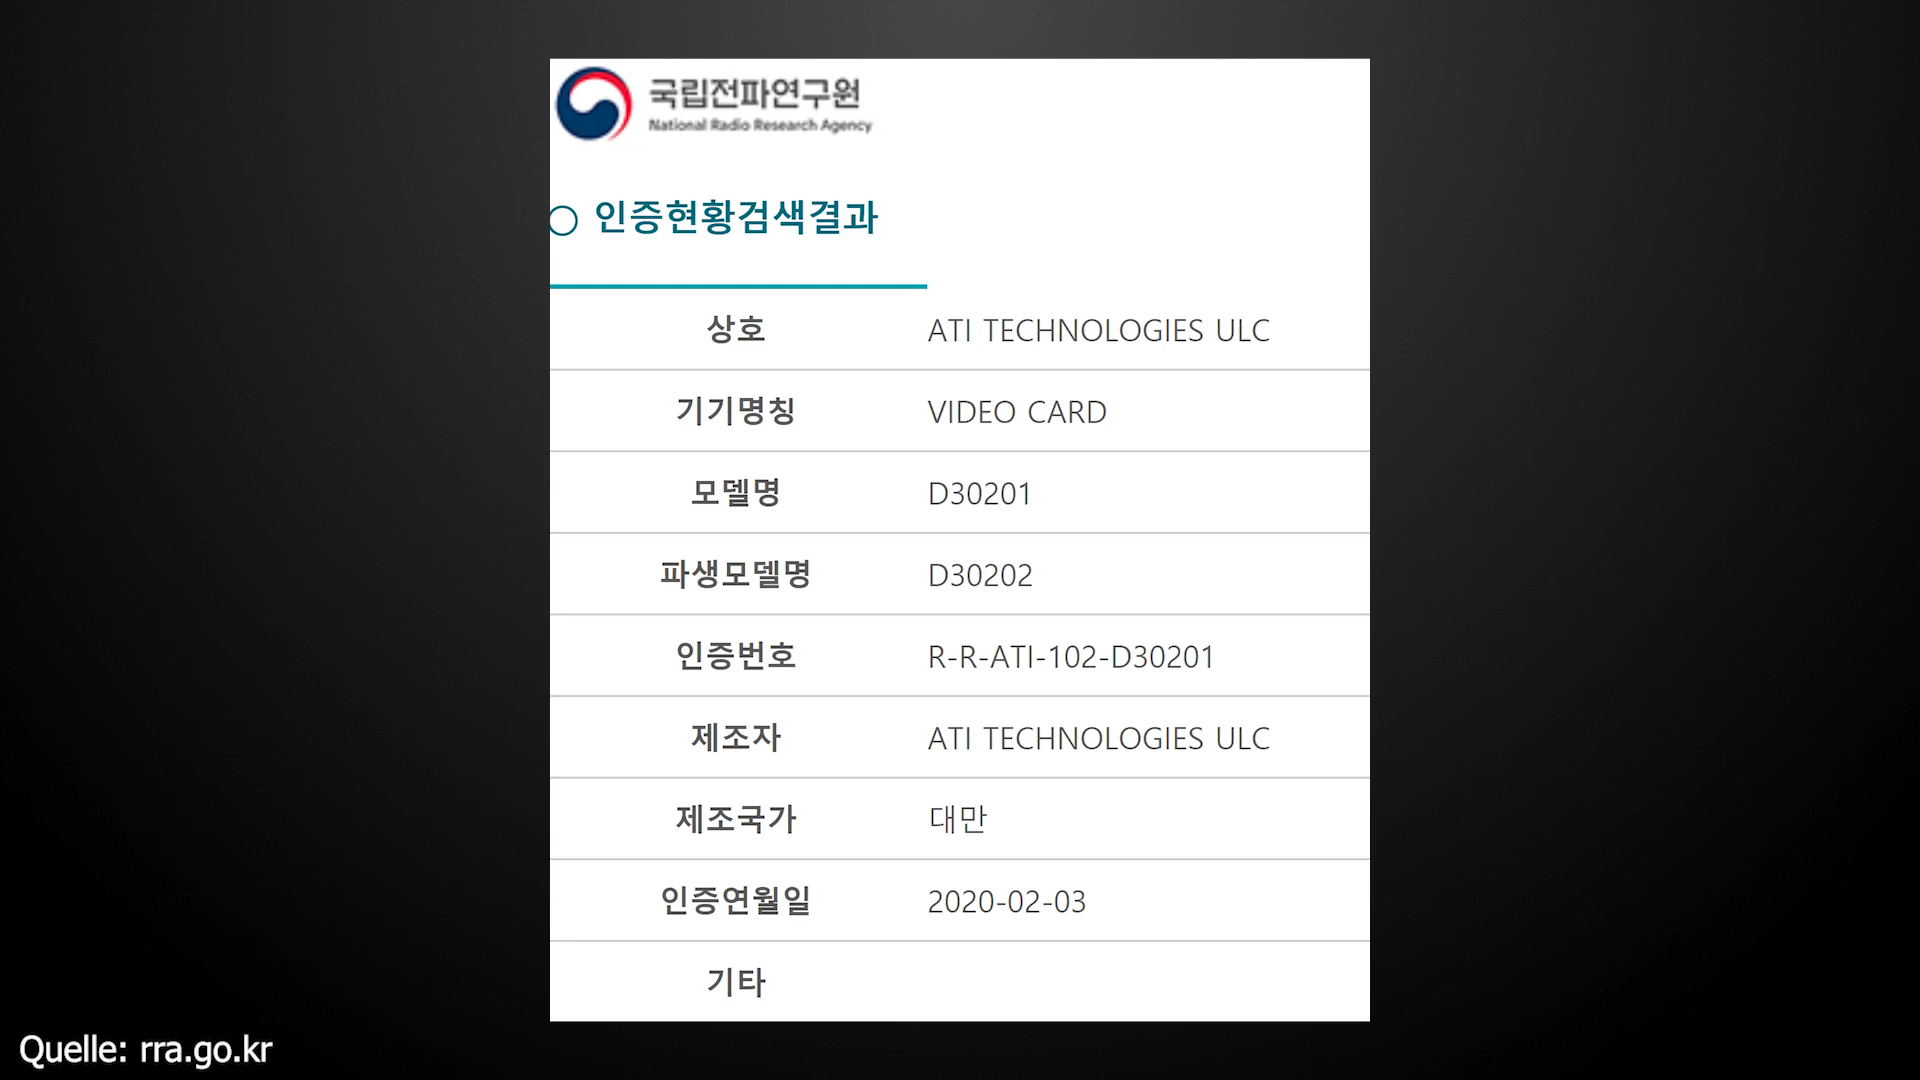 국립전파연구원
National Radio Research Agency
인증현황검색결과
상호 ATI TECHNOLOGIES ULC
기기명칭 VIDEO CARD
모델명 D30201
파생모델명 D30202
인증번호 R-R-ATI-102-D30201
제조자 ATI TECHNOLOGIES ULC
제조국가 대만
인증연월일 2020-02-03
기타
Quelle: rra.go.kr